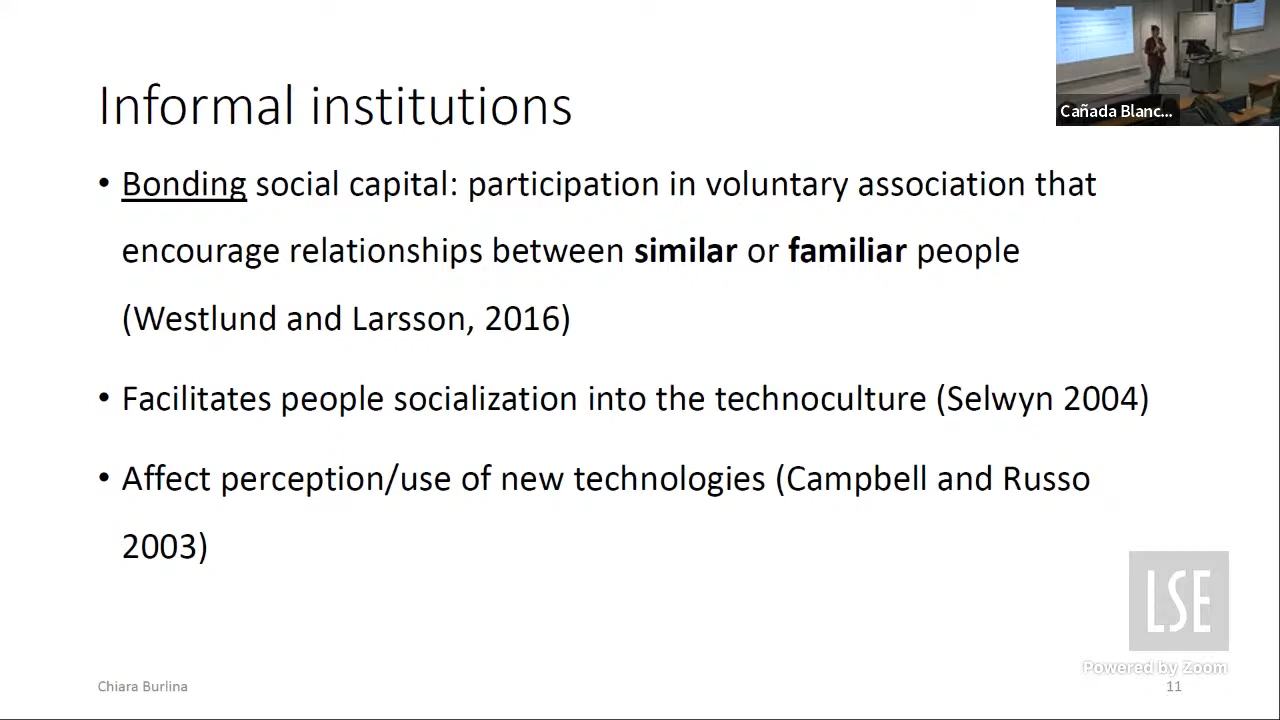 Cañada Blanc...
Informal institutions
• Bonding social capital: participation in voluntary association that
encourage relationships between similar or familiar people
(Westlund and Larsson, 2016)
• Facilitates people socialization into the technoculture (Selwyn 2004)
• Affect perception/use of new technologies (Campbell and Russo
2003)
LSE
Powered by Zoom
Chiara Burlina
11